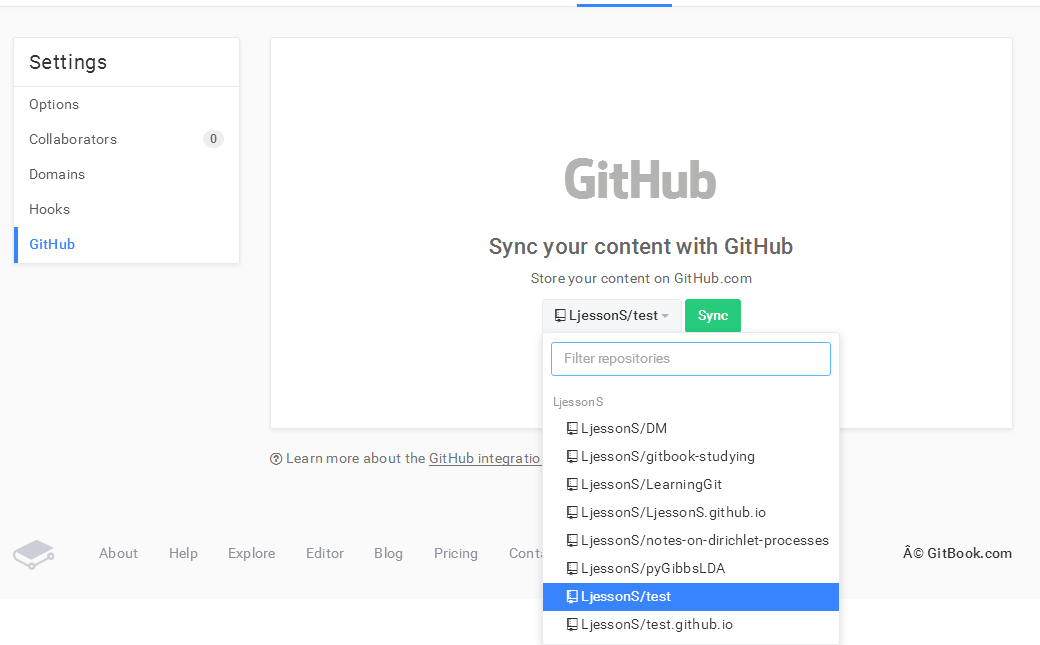 Settings
Options
Collaborators 0
Domains
Hooks
GitHub
GitHub
Sync your content with GitHub
Store your content on GitHub.com
LjessonS/test Sync
Filter repositories
LjessonS
LjessonS/DM
LjessonS/gitbook-studying
LjessonS/LearningGit
LjessonS/LjessonS.github.io
LjessonS/notes-on-dirichlet-processes
LjessonS/pyGibbsLDA
LjessonS/test
LjessonS/test.github.io
Learn more about the GitHub integratio
About Help Explore Editor Blog Pricing Conta
Â© GitBook.com